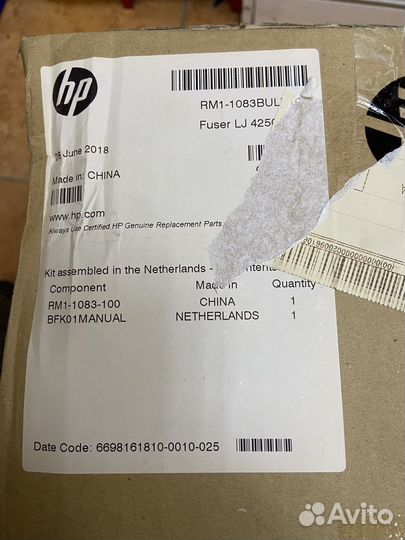 hp
RM1-1083BUL
Fuser LJ 425
June 2018
Made in: CHINA
www.hp.com
Always Use Certified HP Genuine Replacement Parts
Kit assembled in the Netherlands -
Component Made in Quantity
RM1-1083-100 CHINA 1
BFK01MANUAL NETHERLANDS 1
Date Code: 6698161810-0010-025
Avito